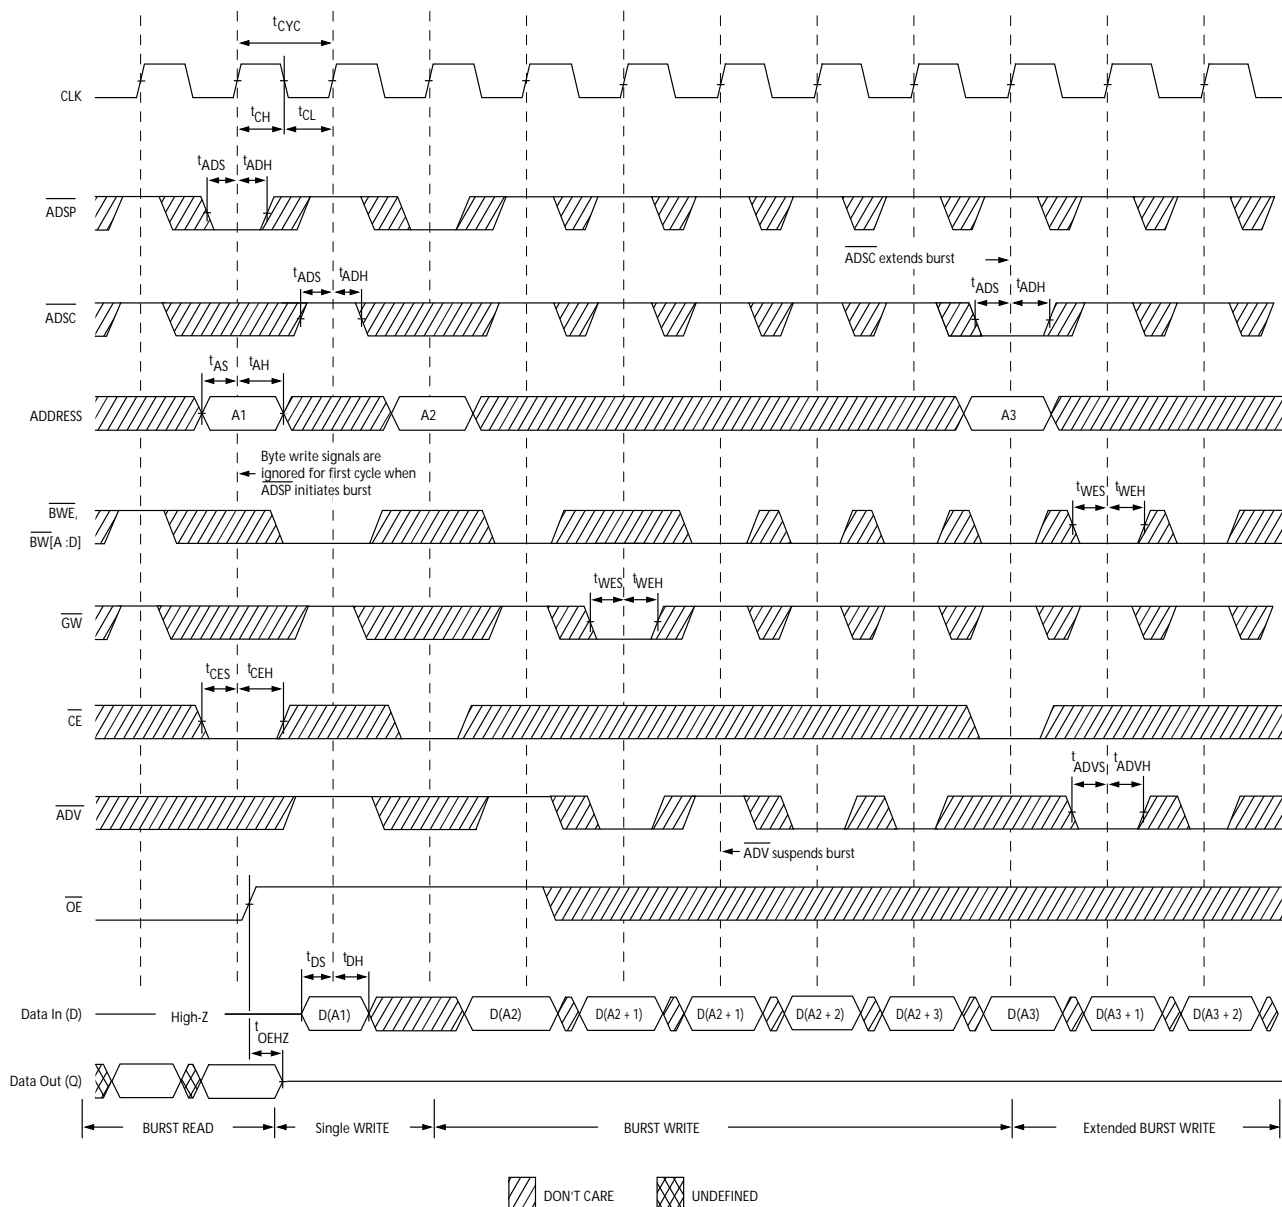 tCYC
CLK
tCH
tCL
tADS
tADH
ADSP
ADSC extends burst
tADS
tADH
tADS
tADH
ADSC
tAS
tAH
ADDRESS
A1
A2
A3
Byte write signals are
ignored for first cycle when
ADSP initiates burst
BWE,
BW[A :D]
tWES
tWEH
tWES
tWEH
GW
tCES
tCEH
CE
tADVS
tADVH
ADV
ADV suspends burst
OE
tDS
tDH
Data In (D)
High-Z
D(A1)
D(A2)
D(A2 + 1)
D(A2 + 1)
D(A2 + 2)
D(A2 + 3)
D(A3)
D(A3 + 1)
D(A3 + 2)
tOEHZ
Data Out (Q)
BURST READ
Single WRITE
BURST WRITE
Extended BURST WRITE
DON'T CARE
UNDEFINED